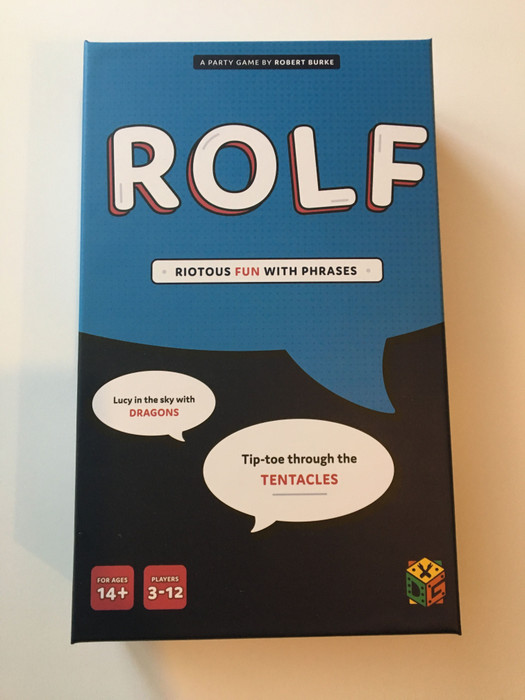 A PARTY GAME BY ROBERT BURKE
ROLF
RIOTOUS FUN WITH PHRASES
Lucy in the sky with
DRAGONS
Tip-toe through the
TENTACLES
FOR AGES
14+
PLAYERS
3-12